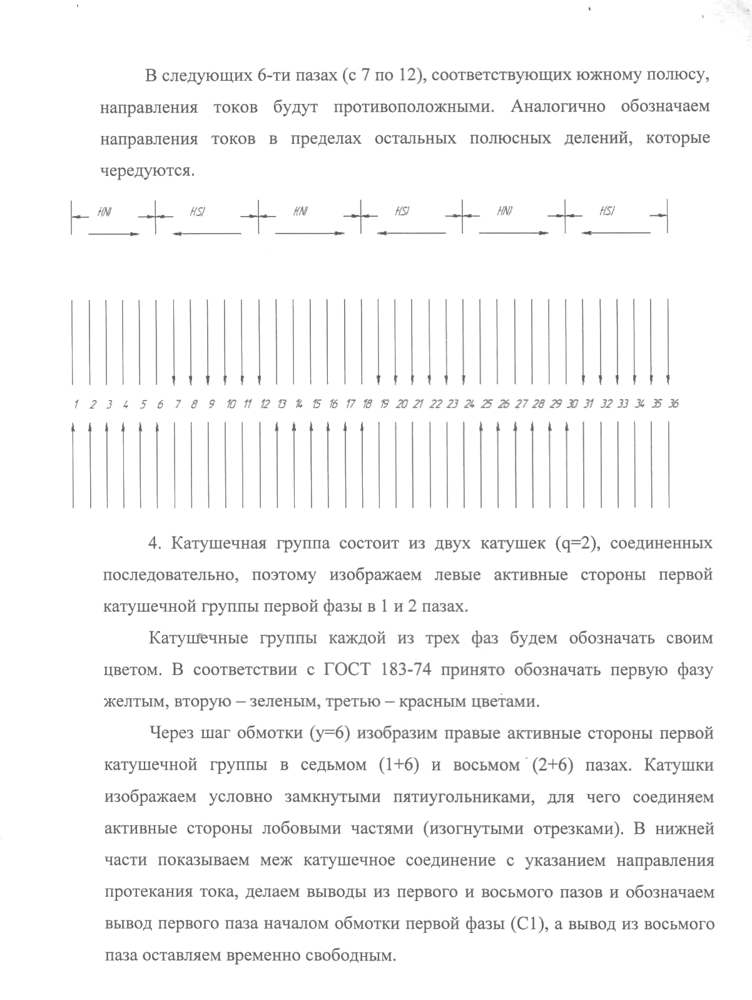 В следующих 6-ти пазах (с 7 по 12), соответствующих южному полюсу,
направления токов будут противоположными. Аналогично обозначаем
направления токов в пределах остальных полюсных делений, которые
чередуются.
t(N) t(S) t(N) t(S) t(N) t(S)
1 2 3 4 5 6 7 8 9 10 11 12 13 14 15 16 17 18 19 20 21 22 23 24 25 26 27 28 29 30 31 32 33 34 35 36
4. Катушечная группа состоит из двух катушек (q=2), соединенных
последовательно, поэтому изображаем левые активные стороны первой
катушечной группы первой фазы в 1 и 2 пазах.
Катушечные группы каждой из трех фаз будем обозначать своим
цветом. В соответствии с ГОСТ 183-74 принято обозначать первую фазу
желтым, вторую – зеленым, третью – красным цветами.
Через шаг обмотки (у=6) изобразим правые активные стороны первой
катушечной группы в седьмом (1+6) и восьмом (2+6) пазах. Катушки
изображаем условно замкнутыми пятиугольниками, для чего соединяем
активные стороны лобовыми частями (изогнутыми отрезками). В нижней
части показываем меж катушечное соединение с указанием направления
протекания тока, делаем выводы из первого и восьмого пазов и обозначаем
вывод первого паза началом обмотки первой фазы (С1), а вывод из восьмого
паза оставляем временно свободным.